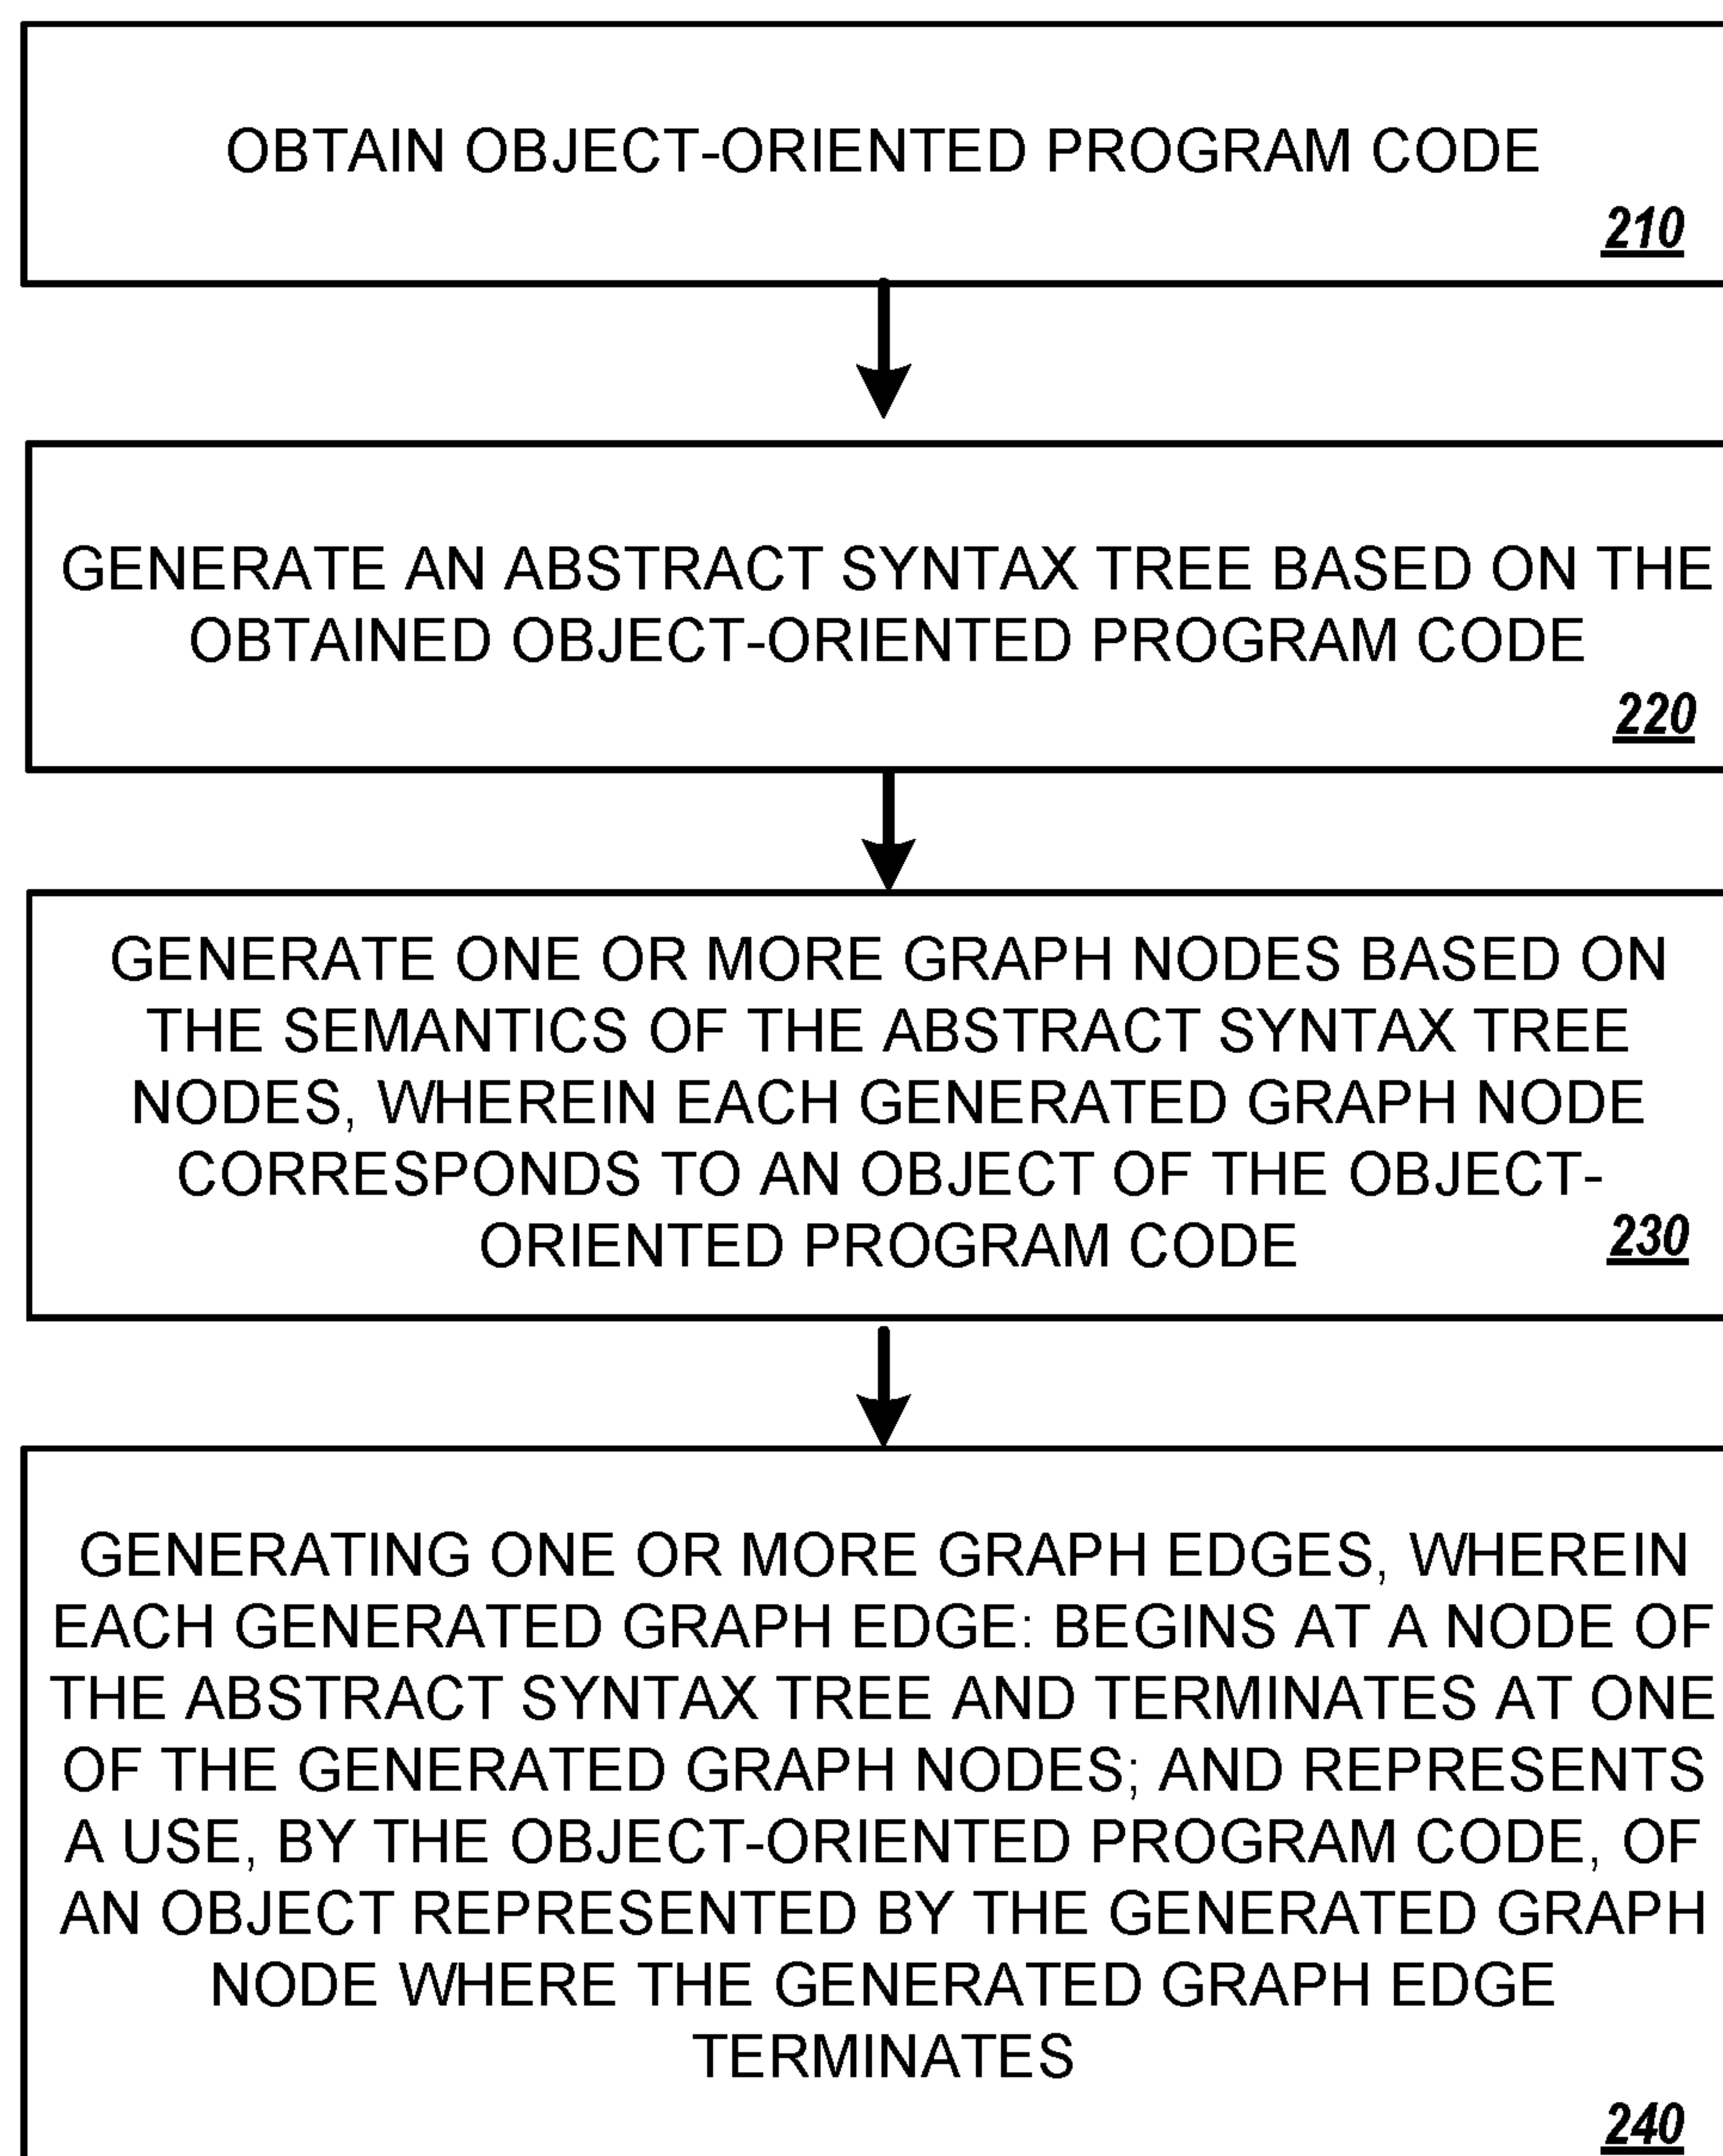 OBTAIN OBJECT-ORIENTED PROGRAM CODE
210
GENERATE AN ABSTRACT SYNTAX TREE BASED ON THE
OBTAINED OBJECT-ORIENTED PROGRAM CODE
220
GENERATE ONE OR MORE GRAPH NODES BASED ON
THE SEMANTICS OF THE ABSTRACT SYNTAX TREE
NODES, WHEREIN EACH GENERATED GRAPH NODE
CORRESPONDS TO AN OBJECT OF THE OBJECT-
ORIENTED PROGRAM CODE
230
GENERATING ONE OR MORE GRAPH EDGES, WHEREIN
EACH GENERATED GRAPH EDGE: BEGINS AT A NODE OF
THE ABSTRACT SYNTAX TREE AND TERMINATES AT ONE
OF THE GENERATED GRAPH NODES; AND REPRESENTS
A USE, BY THE OBJECT-ORIENTED PROGRAM CODE, OF
AN OBJECT REPRESENTED BY THE GENERATED GRAPH
NODE WHERE THE GENERATED GRAPH EDGE
TERMINATES
240